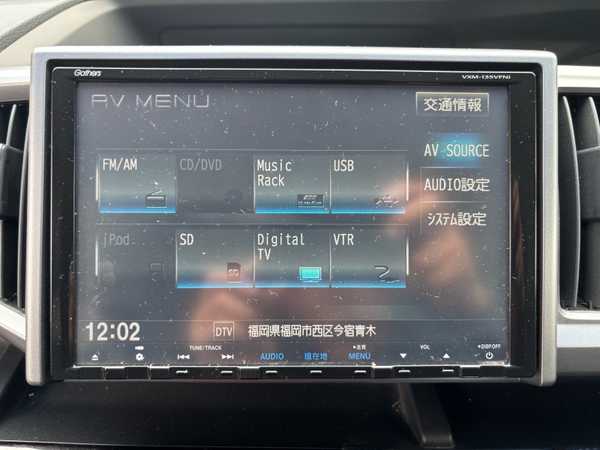 Gathers
VXM-135VFNi
AV MENU
交通情報
FM/AM
CD/DVD
Music
Rack
USB
AV SOURCE
AUDIO設定
システム設定
iPod
SD
Digital
TV
VTR
12:02
DTV
福岡県福岡市西区今宿青木
TUNE/TRACK
AUDIO
現在地
MENU
VOL
DISP.OFF